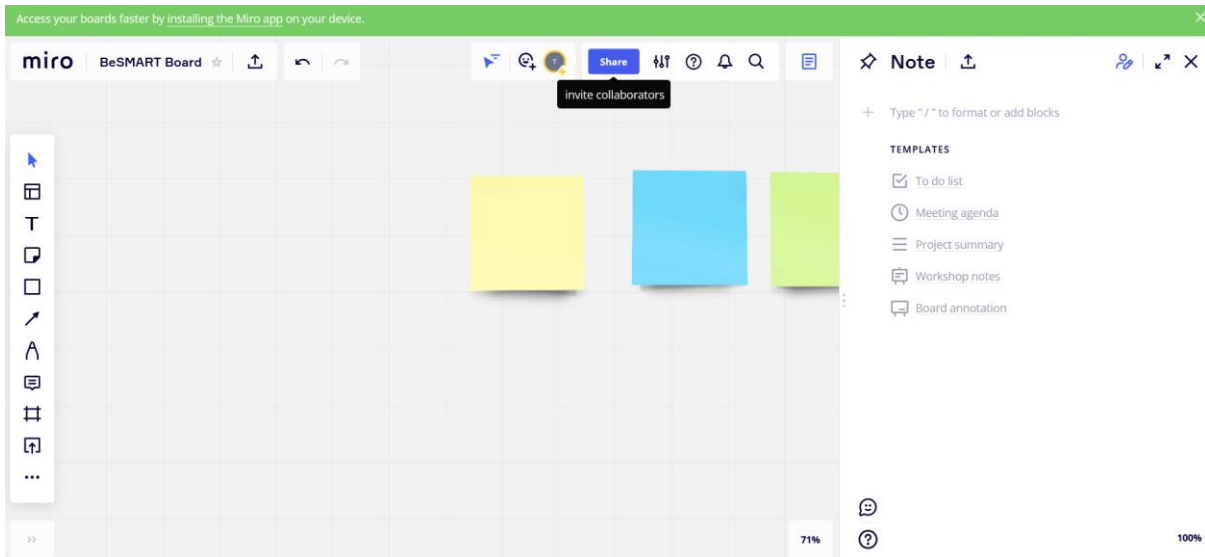 Access your boards faster by installing the Miro app on your device.
miro BeSMART Board T Share Note
invite collaborators
Type "/" to format or add blocks
TEMPLATES
To do list
Meeting agenda
Project summary
Workshop notes
Board annotation
71% 100%